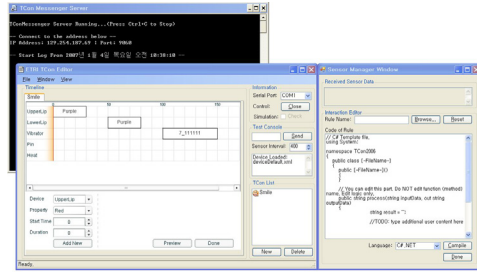 TCon Messenger Server
TConMessenger Server Running...(Press Ctrl+C to Stop)
-- Connect to the address below --
IP Address: 129.254.187.69 | Port: 9060
-- Start Log From 2007년 1월 4일 목요일 오전 10:38:10 --
ETRI TCon Editor
File Window View
Timeline
Smile
0 50 100 150
UpperLip Purple
LowerLip Purple
Vibrator 7_111111
Pin
Heat
Device UpperLip
Property Red
Start Time 0
Duration 0
Add New Preview Done
Ready.
Information
Serial Port: COM1
Control: Close
Simulation: Check
Text Console
Send
Sensor Interval: 400
Device Loaded:
deviceDefault.xml
TCon List
Smile
New Delete
Sensor Manager Window
Received Sensor Data
Interaction Editor
Rule Name: Browse... Reset
Code of Rule
// C# Template file,
using System;
namespace TCon2006
{
public class [-FileName-]
{
public [-FileName-]()
{
}
// You can edit this part. Do NOT edit function (method)
name. Edit logic only.
public string process(string inputData, out string
outputData)
{
string result = "";
//TODO: type additional user content here
Language: C# .NET Compile
Done